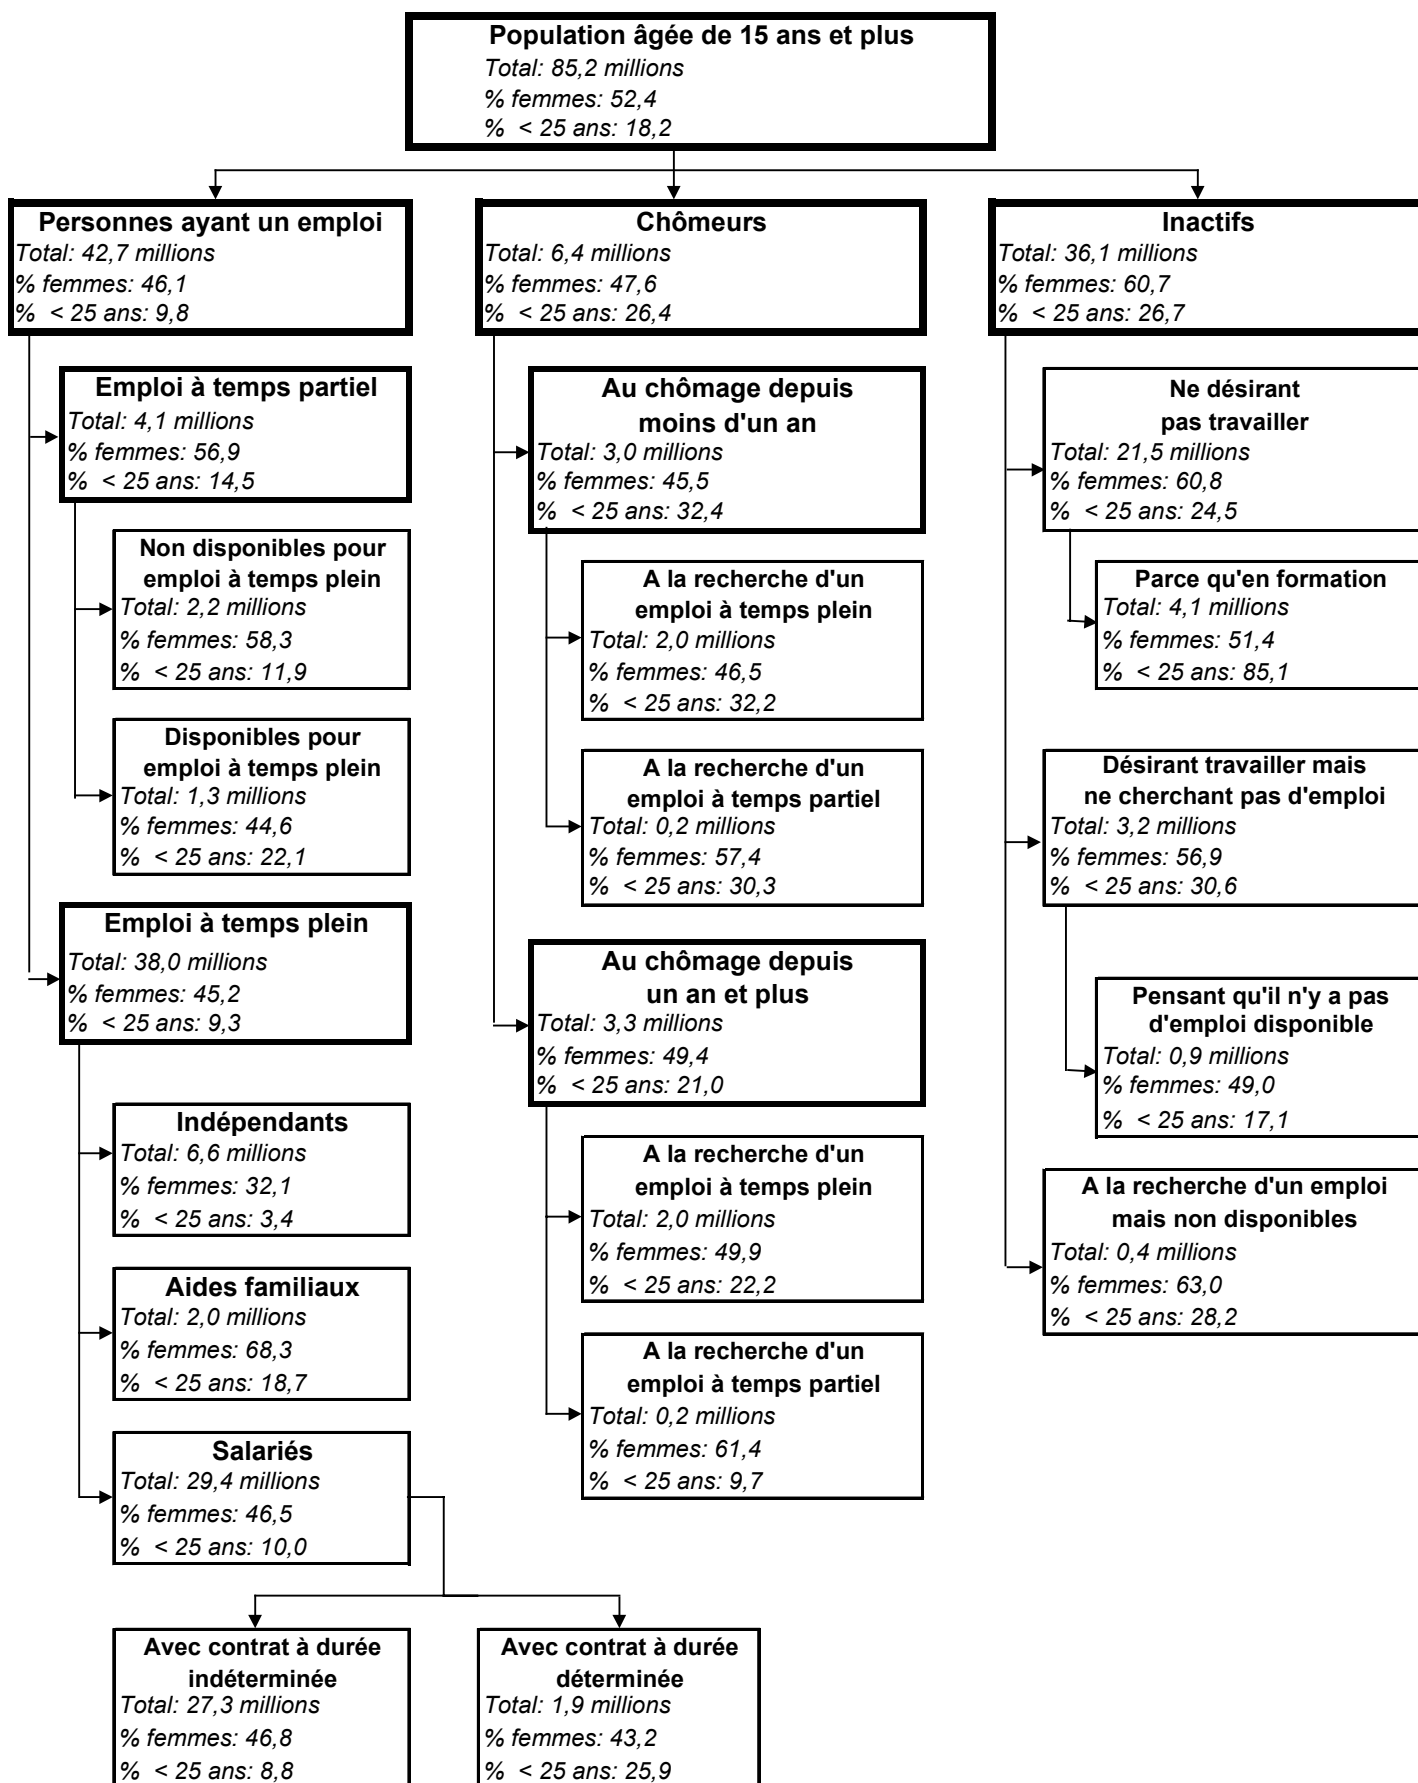 Population âgée de 15 ans et plus
Total: 85,2 millions
% femmes: 52,4
% < 25 ans: 18,2
Personnes ayant un emploi
Total: 42,7 millions
% femmes: 46,1
% < 25 ans: 9,8
Emploi à temps partiel
Total: 4,1 millions
% femmes: 56,9
% < 25 ans: 14,5
Non disponibles pour
emploi à temps plein
Total: 2,2 millions
% femmes: 58,3
% < 25 ans: 11,9
Disponibles pour
emploi à temps plein
Total: 1,3 millions
% femmes: 44,6
% < 25 ans: 22,1
Emploi à temps plein
Total: 38,0 millions
% femmes: 45,2
% < 25 ans: 9,3
Indépendants
Total: 6,6 millions
% femmes: 32,1
% < 25 ans: 3,4
Aides familiaux
Total: 2,0 millions
% femmes: 68,3
% < 25 ans: 18,7
Salariés
Total: 29,4 millions
% femmes: 46,5
% < 25 ans: 10,0
Avec contrat à durée
indéterminée
Total: 27,3 millions
% femmes: 46,8
% < 25 ans: 8,8
Avec contrat à durée
déterminée
Total: 1,9 millions
% femmes: 43,2
% < 25 ans: 25,9
Chômeurs
Total: 6,4 millions
% femmes: 47,6
% < 25 ans: 26,4
Au chômage depuis
moins d'un an
Total: 3,0 millions
% femmes: 45,5
% < 25 ans: 32,4
A la recherche d'un
emploi à temps plein
Total: 2,0 millions
% femmes: 46,5
% < 25 ans: 32,2
A la recherche d'un
emploi à temps partiel
Total: 0,2 millions
% femmes: 57,4
% < 25 ans: 30,3
Au chômage depuis
un an et plus
Total: 3,3 millions
% femmes: 49,4
% < 25 ans: 21,0
A la recherche d'un
emploi à temps plein
Total: 2,0 millions
% femmes: 49,9
% < 25 ans: 22,2
A la recherche d'un
emploi à temps partiel
Total: 0,2 millions
% femmes: 61,4
% < 25 ans: 9,7
Inactifs
Total: 36,1 millions
% femmes: 60,7
% < 25 ans: 26,7
Ne désirant
pas travailler
Total: 21,5 millions
% femmes: 60,8
% < 25 ans: 24,5
Parce qu'en formation
Total: 4,1 millions
% femmes: 51,4
% < 25 ans: 85,1
Désirant travailler mais
ne cherchant pas d'emploi
Total: 3,2 millions
% femmes: 56,9
% < 25 ans: 30,6
Pensant qu'il n'y a pas
d'emploi disponible
Total: 0,9 millions
% femmes: 49,0
% < 25 ans: 17,1
A la recherche d'un emploi
mais non disponibles
Total: 0,4 millions
% femmes: 63,0
% < 25 ans: 28,2